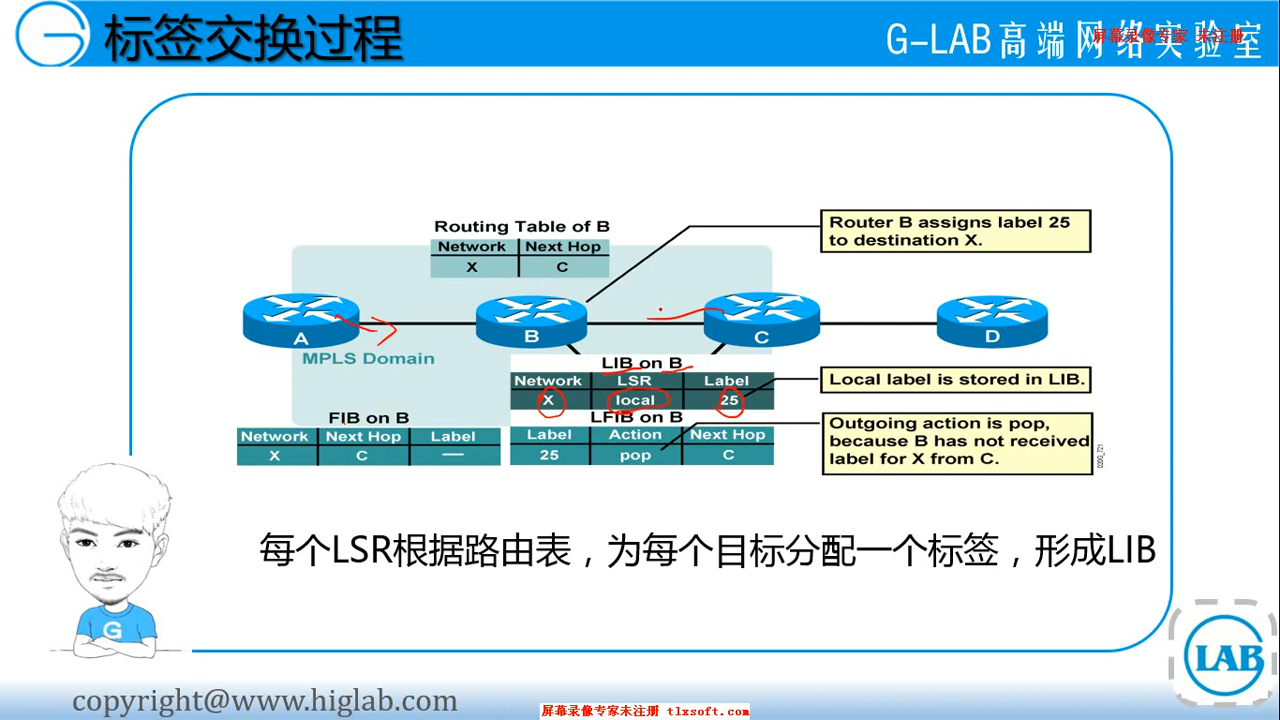 标签交换过程
G-LAB高端网络实验室
屏幕录像专家 未注册
Routing Table of B
Network Next Hop
X C
Router B assigns label 25
to destination X.
A
B
C
D
MPLS Domain
LIB on B
Network LSR Label
X local 25
Local label is stored in LIB.
FIB on B
Network Next Hop Label
X C —
LFIB on B
Label Action Next Hop
25 pop C
Outgoing action is pop,
because B has not received
label for X from C.
020G_721
每个LSR根据路由表，为每个目标分配一个标签，形成LIB
G
LAB
copyright@www.higlab.com
屏幕录像专家未注册 tlxsoft.com